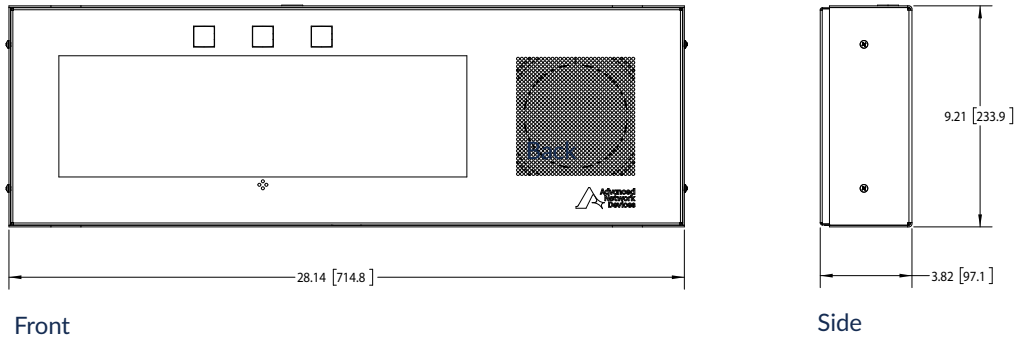 Back
Advanced
Network
Devices
9.21 [233.9]
28.14 [714.8]
3.82 [97.1]
Front
Side